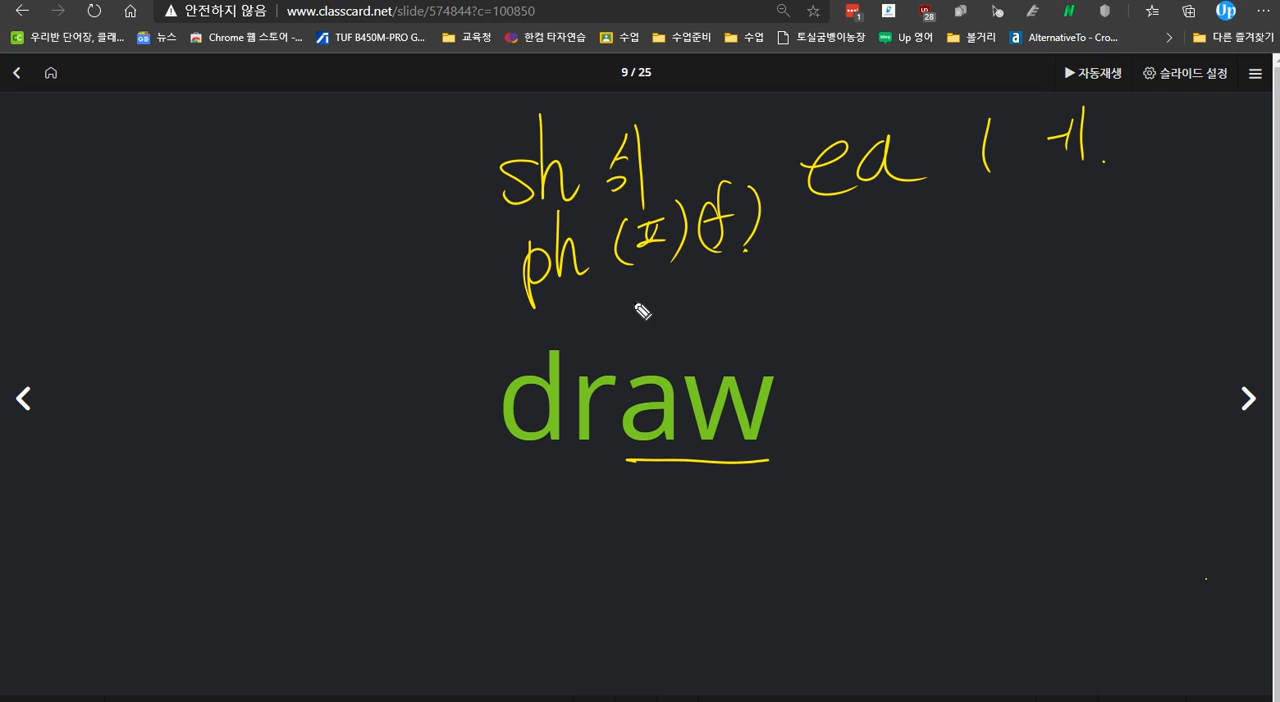 안전하지 않음 www.classcard.net/slide/574844?c=100850 1 28 Up
우리반 단어장, 클래... 뉴스 Chrome 웹 스토어 -... TUF B450M-PRO G... 교육청 한컴 타자연습 수업 수업준비 수업 토실궁뱅이농장 Up 영어 볼거리 AlternativeTo - Cro... 다른 즐겨찾기
9 / 25 자동재생 슬라이드 설정
sh 쉬 ea ( ㅓ.
ph (ㅍ)(f?)
draw